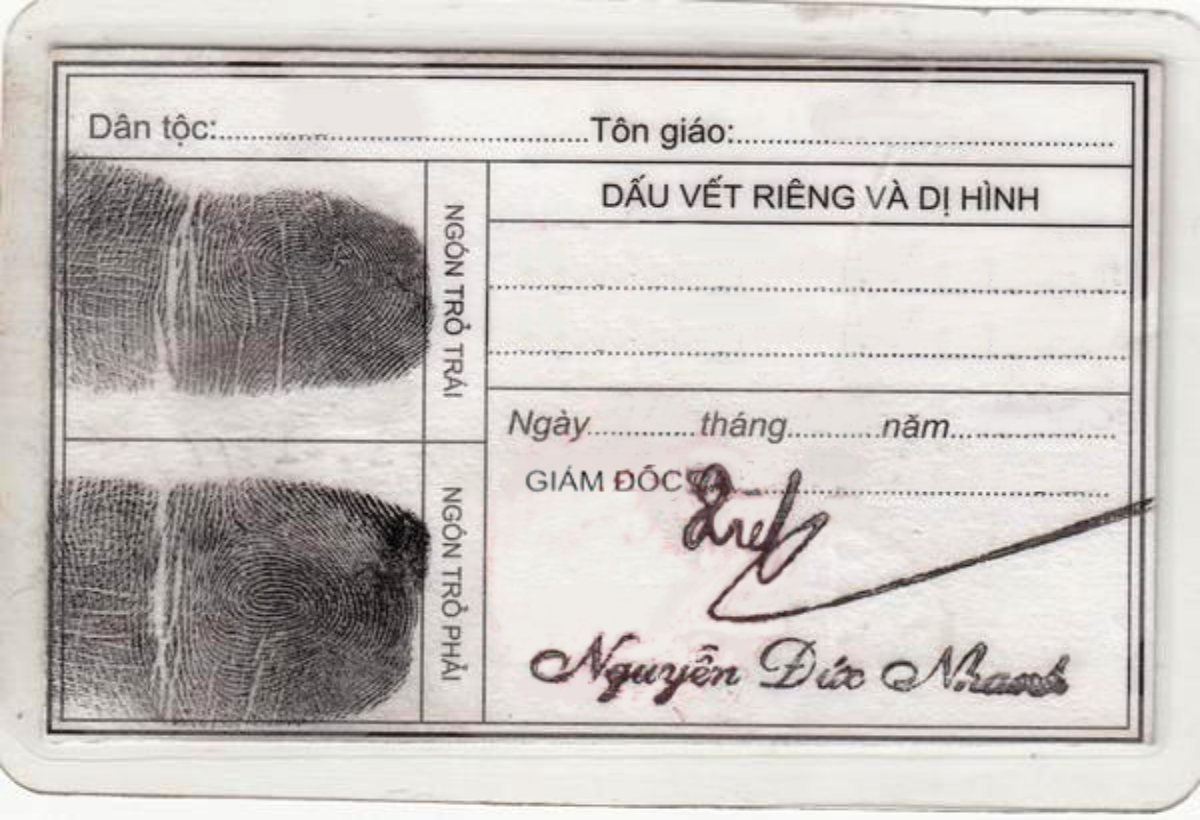 Dân tộc:..........................................Tôn giáo:..........................................
NGÓN TRỎ TRÁI
DẤU VẾT RIÊNG VÀ DỊ HÌNH
Ngày............tháng..........năm....................
GIÁM ĐỐC
NGÓN TRỎ PHẢI
Nguyễn Đức Nhanh